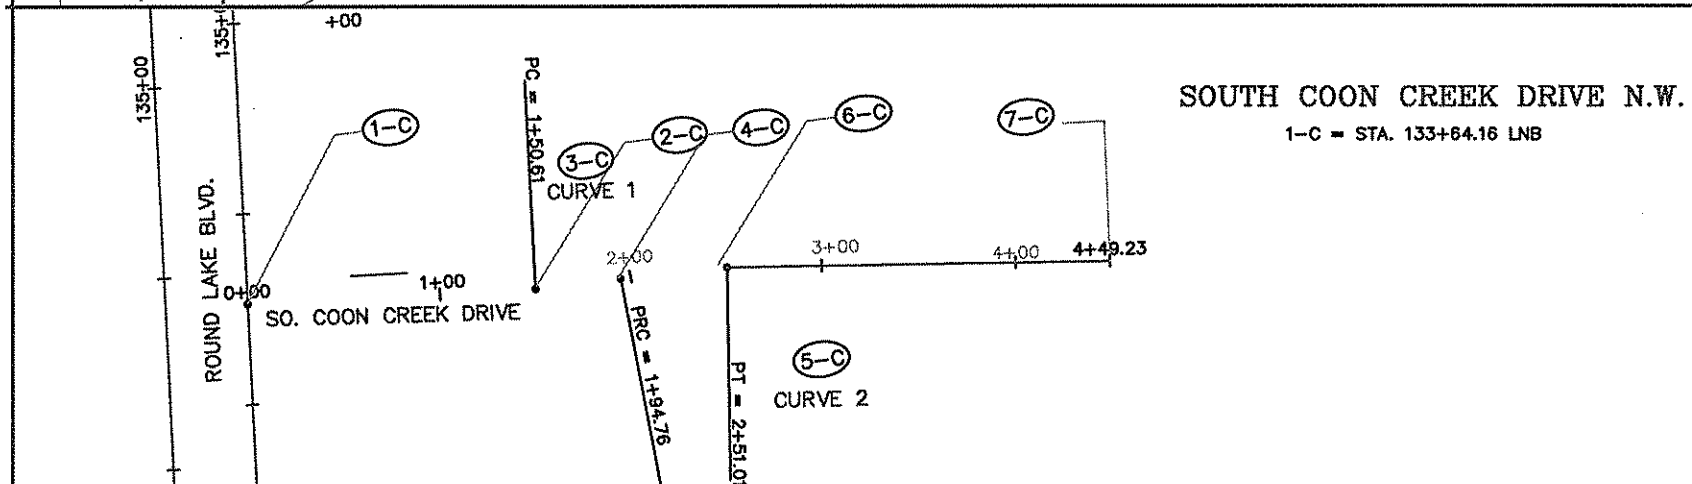 135+00
135+
+00
PC = 1+50.61
SOUTH COON CREEK DRIVE N.W.
1-C = STA. 133+64.16 LNB
1-C
3-C
2-C
4-C
6-C
7-C
CURVE 1
ROUND LAKE BLVD.
0+00
1+00
2+00
3+00
4+00
4+49.23
SO. COON CREEK DRIVE
PRC = 1+94.76
PT = 2+51.01
5-C
CURVE 2